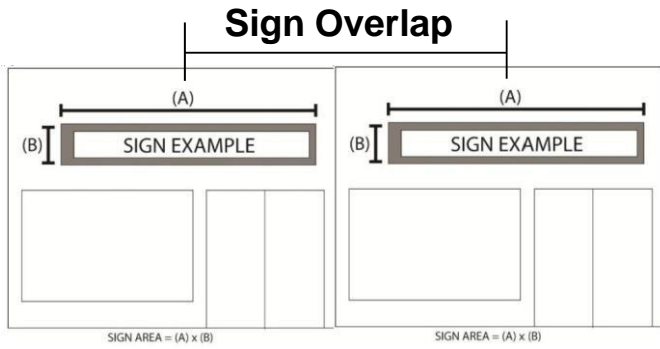 Sign Overlap
(A)
(B) SIGN EXAMPLE
SIGN AREA = (A) x (B)
(A)
(B) SIGN EXAMPLE
SIGN AREA = (A) x (B)